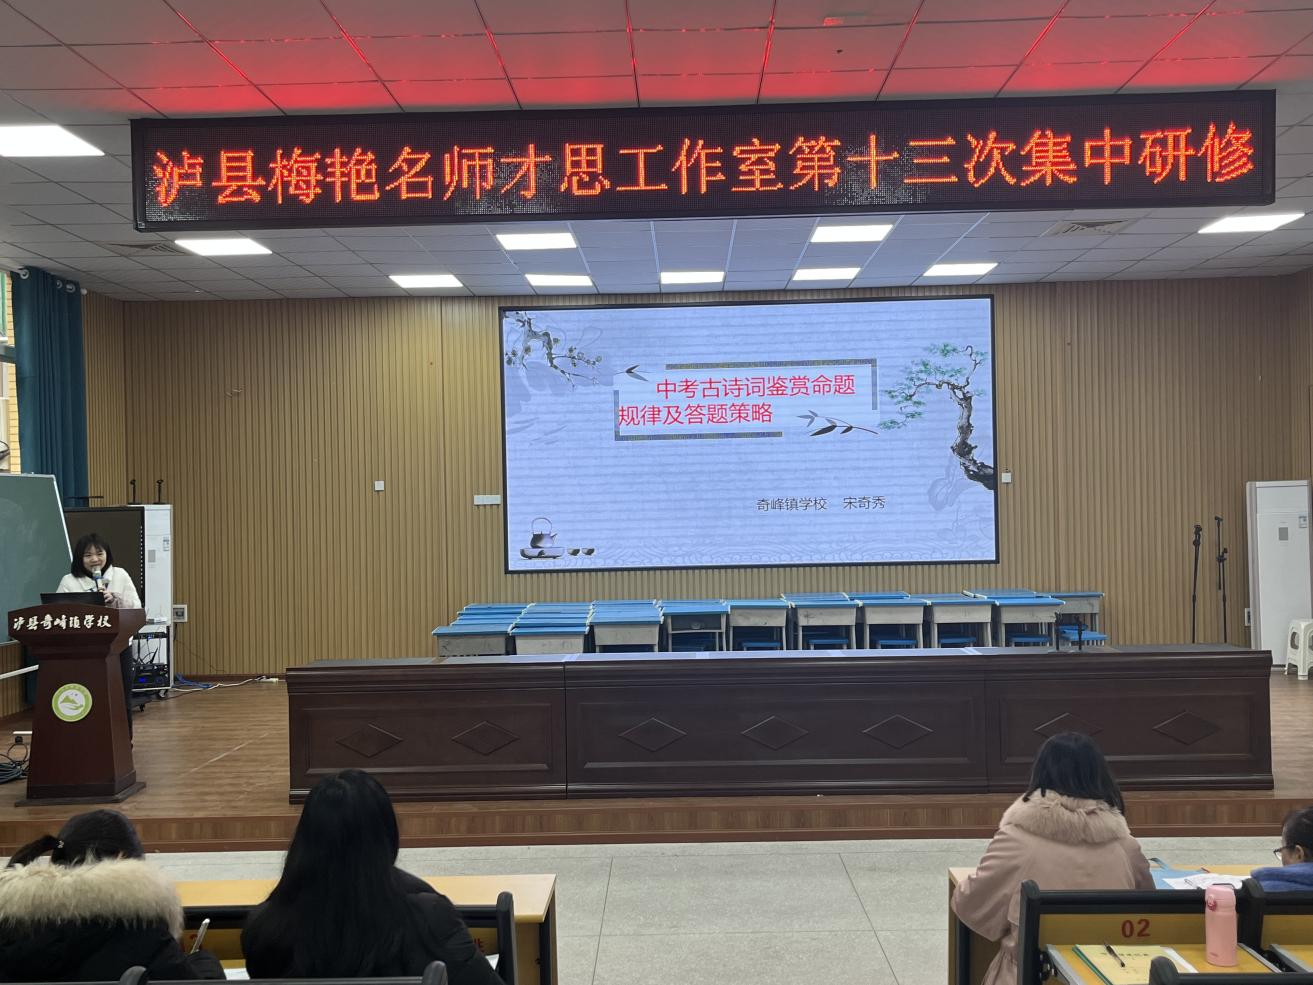 泸县梅艳名师才思工作室第十三次集中研修
中考古诗词鉴赏命题
规律及答题策略
奇峰镇学校 宋奇秀
泸县奇峰镇学校
02